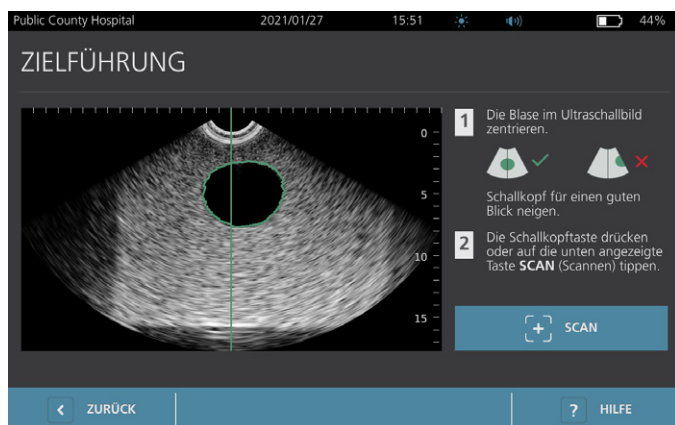 Public County Hospital 2021/01/27 15:51 44%
ZIELFÜHRUNG
0
5
10
15
1 Die Blase im Ultraschallbild
zentrieren.
Schallkopf für einen guten
Blick neigen.
2 Die Schallkopftaste drücken
oder auf die unten angezeigte
Taste SCAN (Scannen) tippen.
SCAN
ZURÜCK
? HILFE